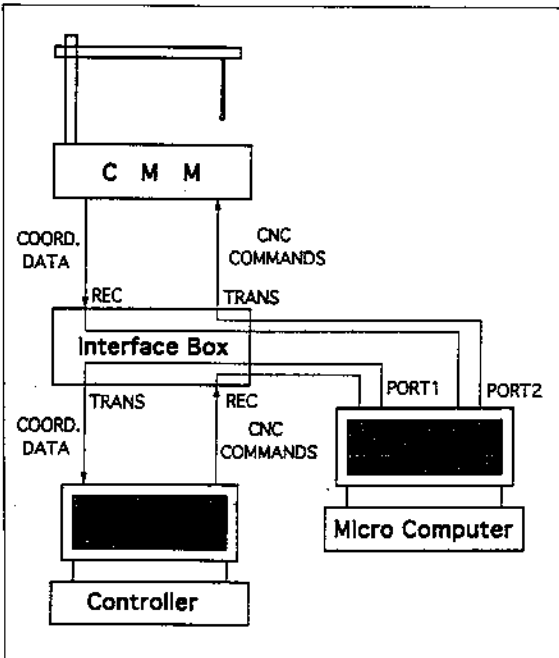 C M M
COORD.
DATA
CNC
COMMANDS
REC
TRANS
Interface Box
TRANS
REC
PORT1
PORT2
COORD.
DATA
CNC
COMMANDS
Micro Computer
Controller